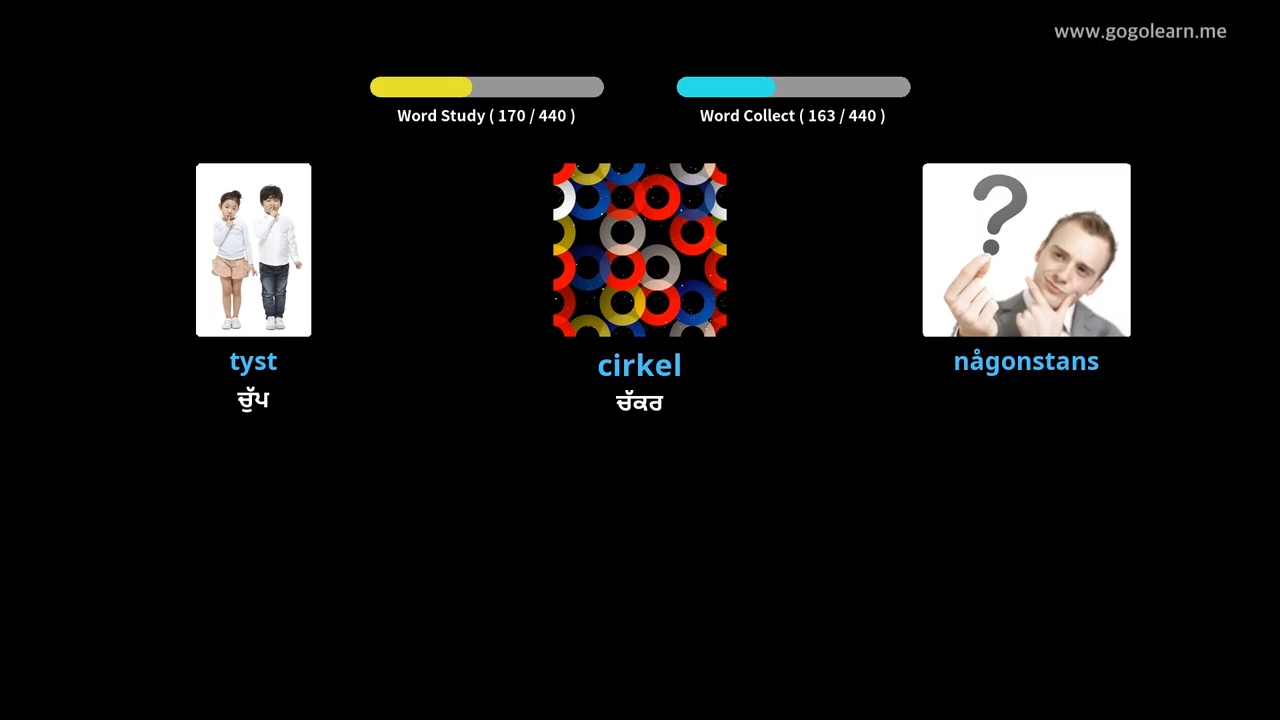 www.gogolearn.me
Word Study ( 170 / 440 )
Word Collect ( 163 / 440 )
tyst
ਚੁੱਪ
cirkel
ਚੱਕਰ
någonstans